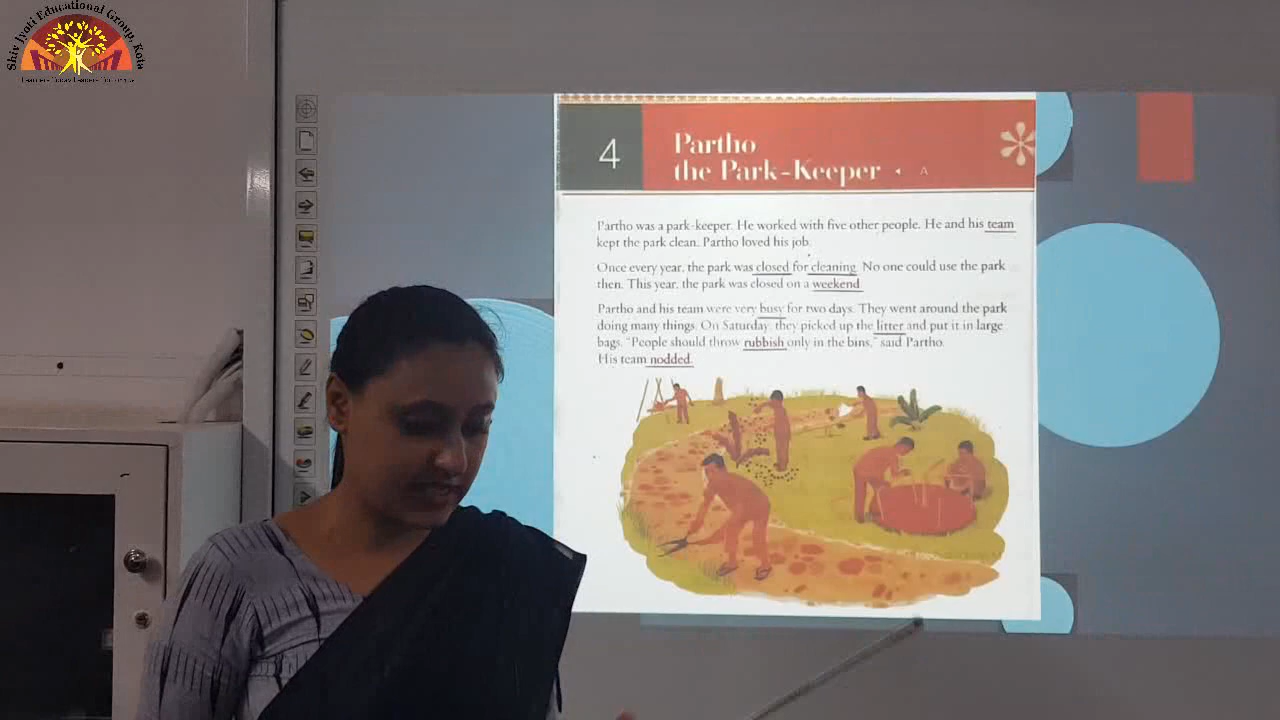 Shiv Jyoti Educational Group, Kota
4
Partho
the Park-Keeper
A
Partho was a park-keeper. He worked with five other people. He and his team
kept the park clean. Partho loved his job.
Once every year, the park was closed for cleaning. No one could use the park
then. This year, the park was closed on a weekend
Partho and his team were very busy for two days. They went around the park
doing many things. On Saturday, they picked up the litter and put it in large
bags. "People should throw rubbish only in the bins," said Partho.
His team nodded.